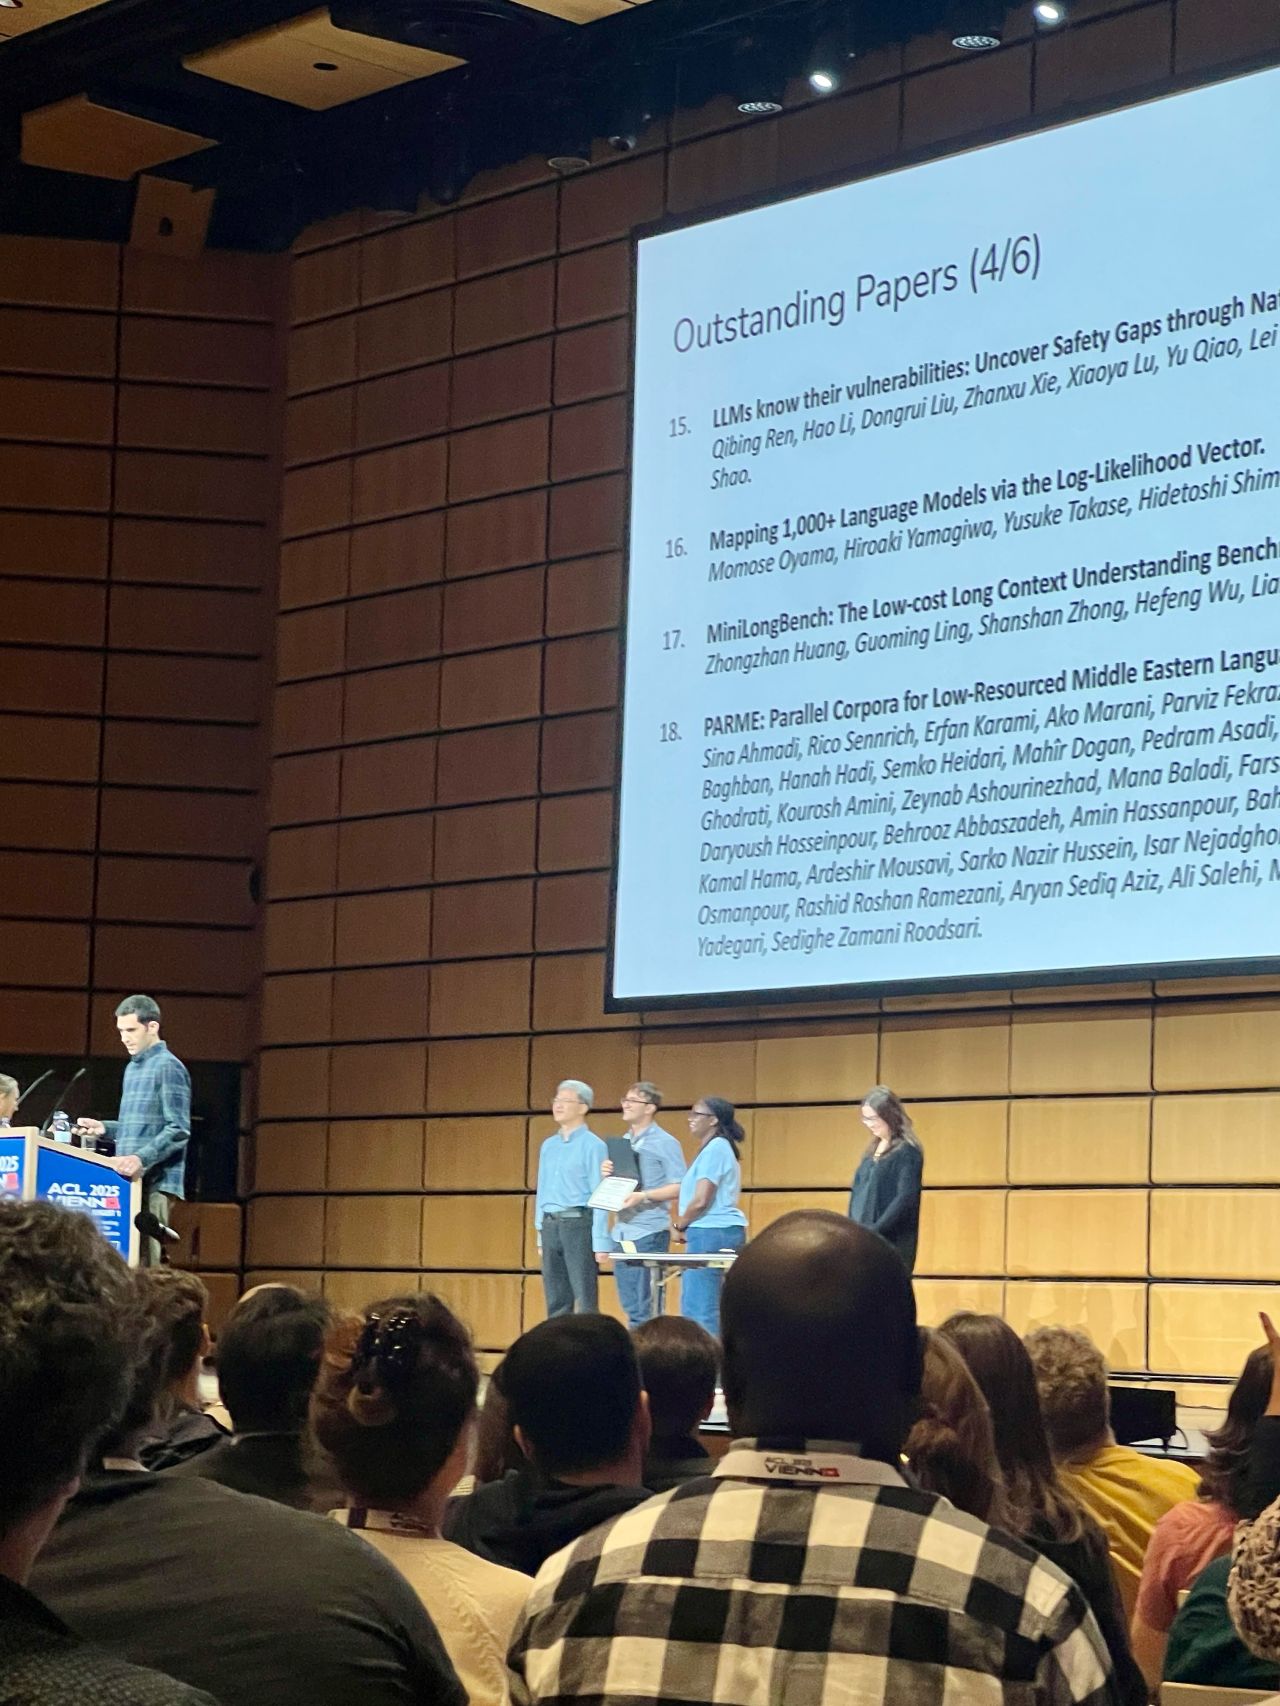 Outstanding Papers (4/6)
15. LLMs know their vulnerabilities: Uncover Safety Gaps through
Qibing Ren, Hao Li, Dongrui Liu, Zhanxu Xie, Xiaoya Lu, Yu Qiao, Lei
Shao.
16. Mapping 1,000+ Language Models via the Log-Likelihood Vector.
Momose Oyama, Hiroaki Yamagiwa, Yusuke Takase, Hidetoshi
17. MiniLongBench: The Low-cost Long Context Understanding
Zhongzhan Huang, Guoming Ling, Shanshan Zhong, Hefeng Wu,
18. PARME: Parallel Corpora for Low-Resourced Middle Eastern
Sina Ahmadi, Rico Sennrich, Erfan Karami, Ako Marani, Parviz
Baghban, Hanah Hadi, Semko Heidari, Mahîr Dogan, Pedram Asadi,
Ghodrati, Kourosh Amini, Zeynab Ashourinezhad, Mana Baladi,
Daryoush Hosseinpour, Behrooz Abbaszadeh, Amin Hassanpour,
Kamal Hama, Ardeshir Mousavi, Sarko Nazir Hussein, Isar
Osmanpour, Rashid Roshan Ramezani, Aryan Sediq Aziz, Ali Salehi,
Yadegari, Sedighe Zamani Roodsari.
ACL 2025
VIENNA
VIENNA